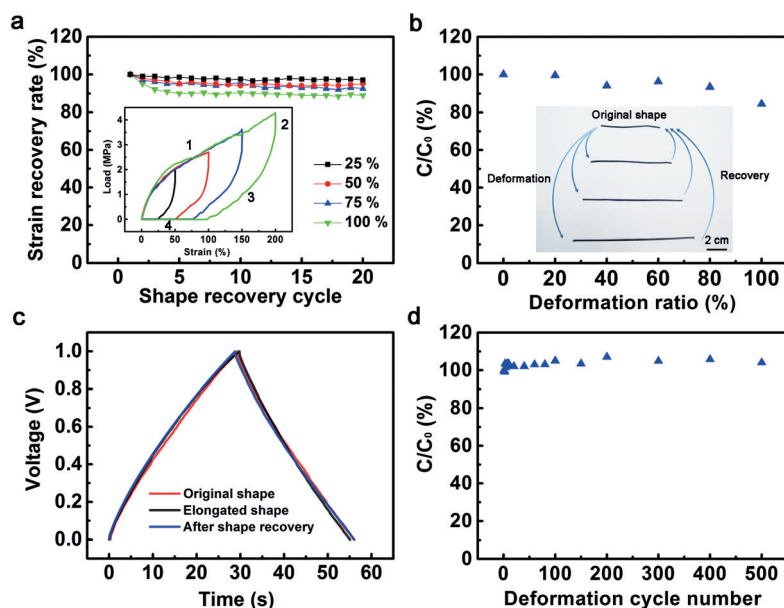 a
Strain recovery rate (%)
120
100
80
60
40
20
0
0 5 10 15 20
Shape recovery cycle
Load (MPa)
4
3
2
1
0
0 50 100 150 200
Strain (%)
1
2
3
4
25 %
50 %
75 %
100 %
b
C/C₀ (%)
120
100
80
60
40
20
0
0 20 40 60 80 100
Deformation ratio (%)
Original shape
Deformation
Recovery
2 cm
c
Voltage (V)
1.0
0.8
0.6
0.4
0.2
0.0
0 10 20 30 40 50 60
Time (s)
Original shape
Elongated shape
After shape recovery
d
C/C₀ (%)
120
100
80
60
40
20
0
0 100 200 300 400 500
Deformation cycle number